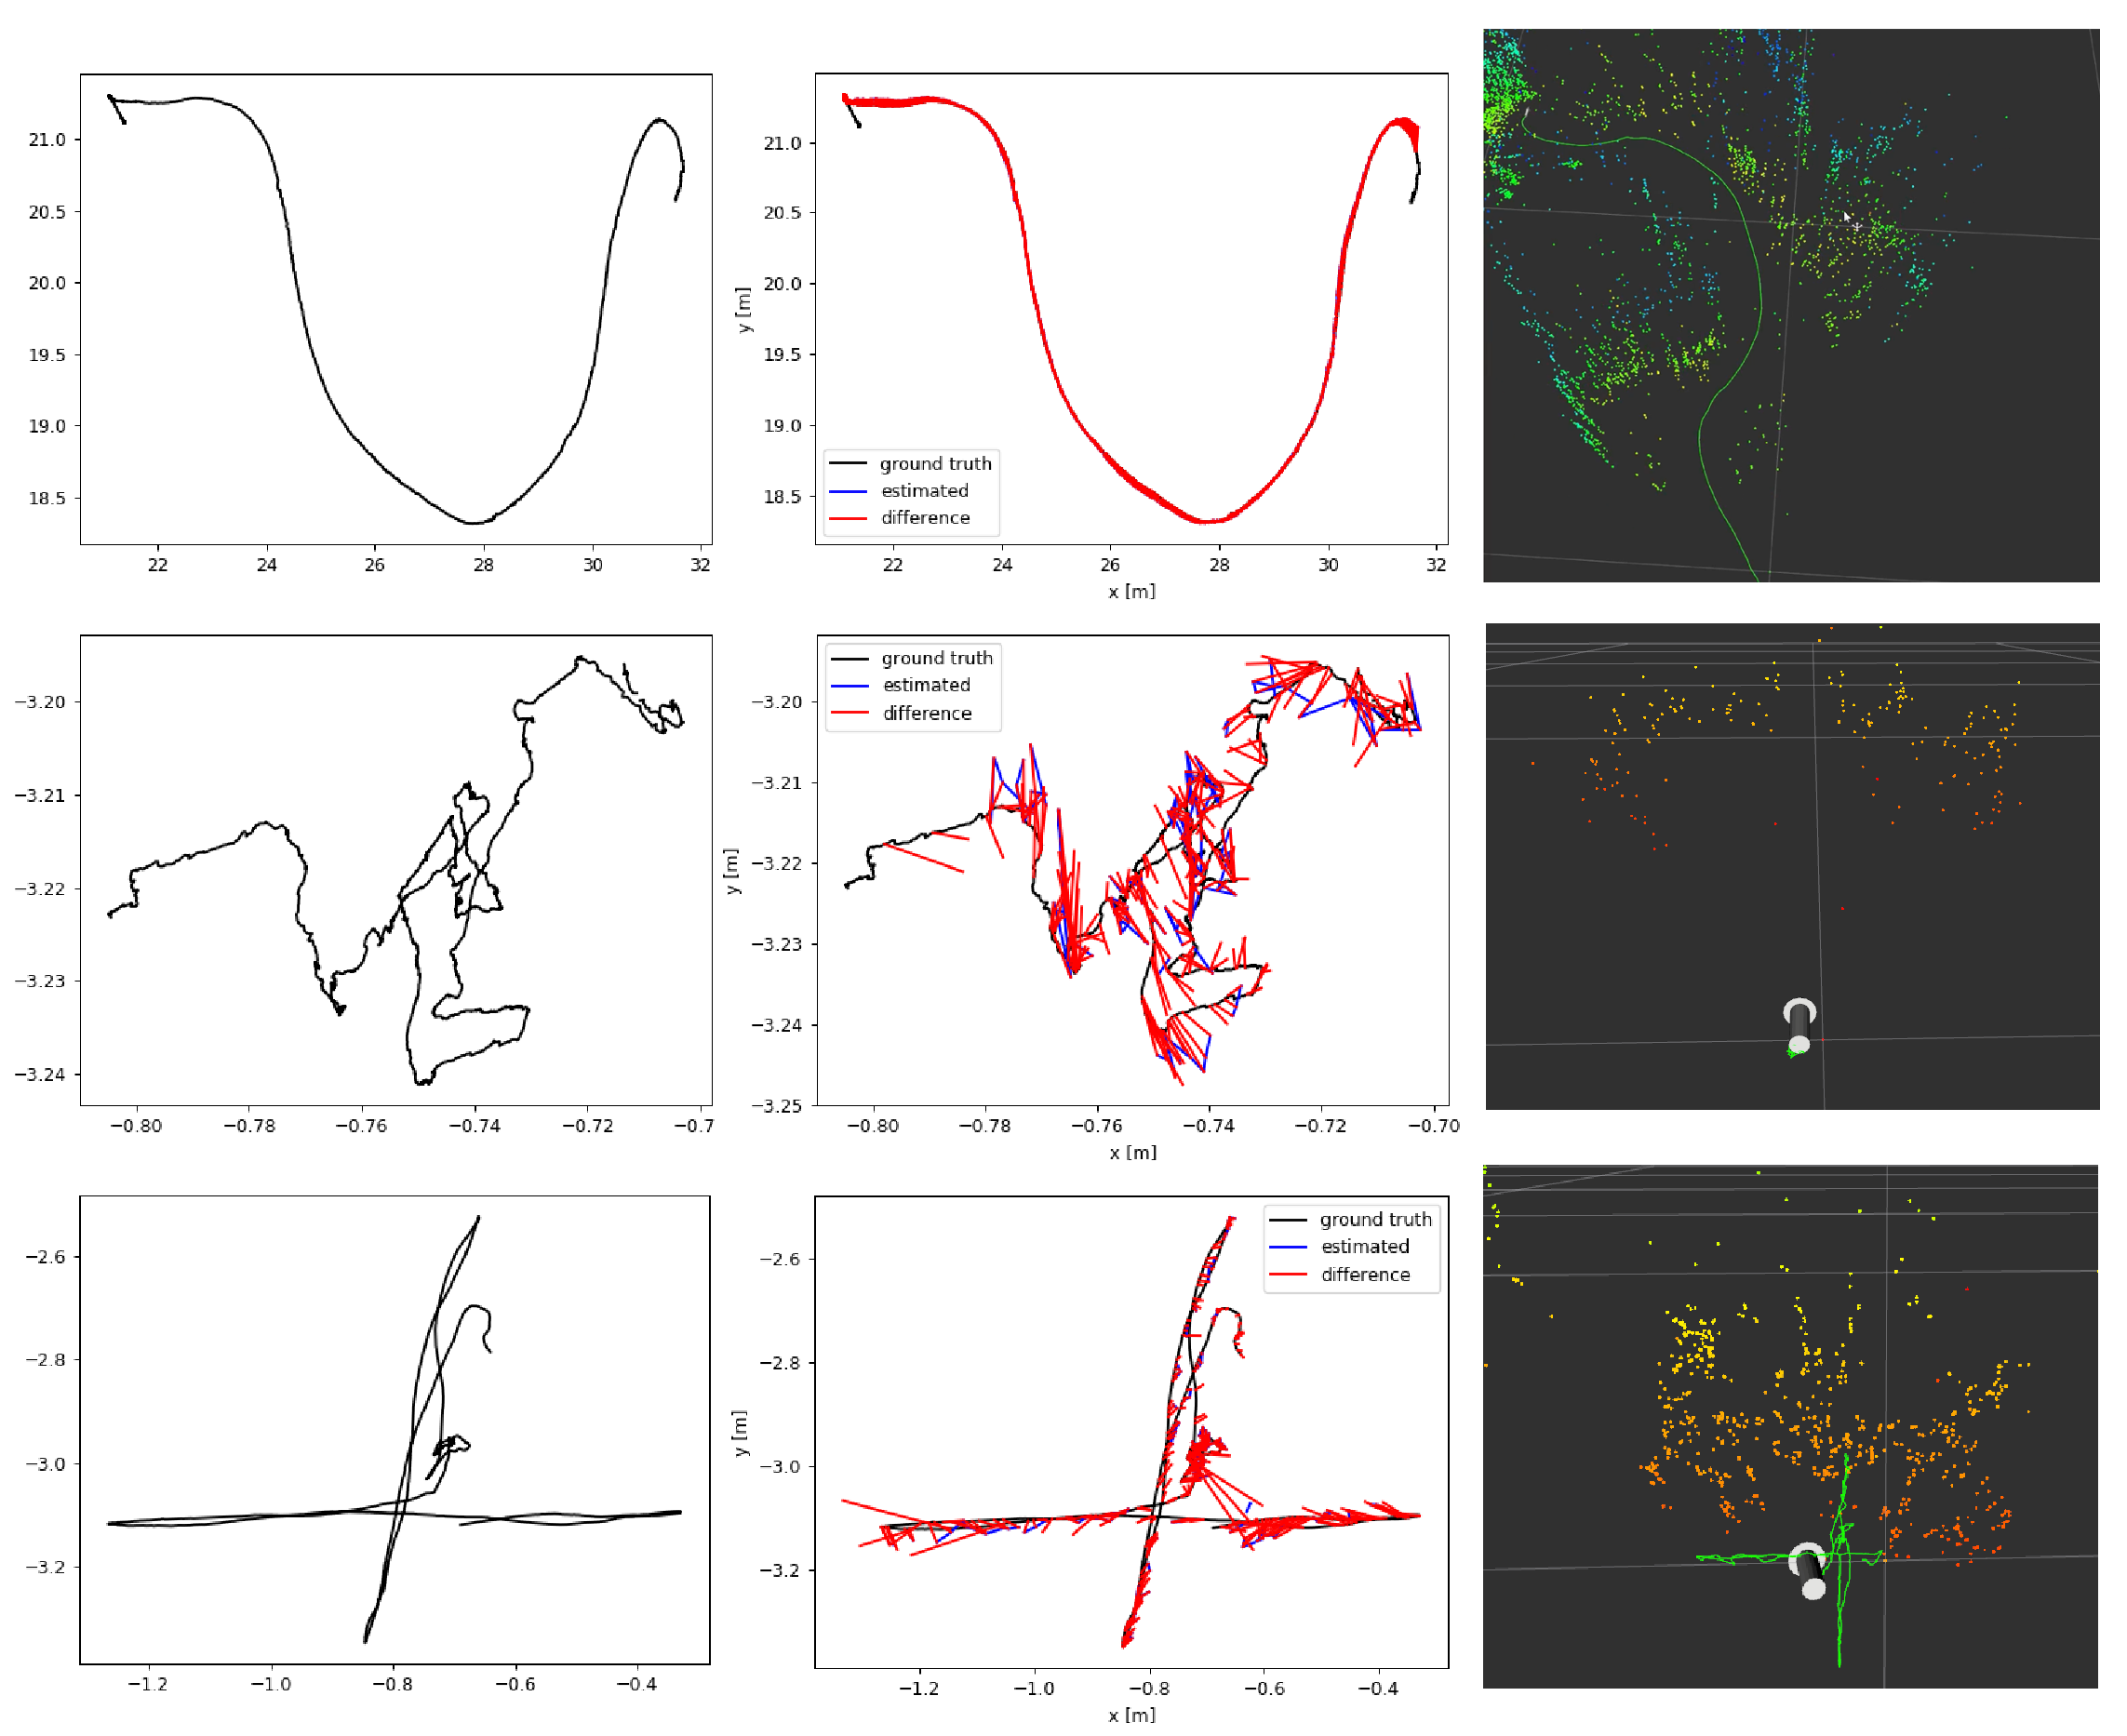 21.0
20.5
20.0
19.5
19.0
18.5
22 24 26 28 30 32
21.0
20.5
20.0
19.5
19.0
18.5
y [m]
ground truth
estimated
difference
22 24 26 28 30 32
x [m]
−3.20
−3.21
−3.22
−3.23
−3.24
−0.80 −0.78 −0.76 −0.74 −0.72 −0.7
ground truth
estimated
difference
−3.20
−3.21
−3.22
−3.23
−3.24
−3.25
y [m]
−0.80 −0.78 −0.76 −0.74 −0.72 −0.70
x [m]
−2.6
−2.8
−3.0
−3.2
−1.2 −1.0 −0.8 −0.6 −0.4
ground truth
estimated
difference
−2.6
−2.8
−3.0
−3.2
y [m]
−1.2 −1.0 −0.8 −0.6 −0.4
x [m]